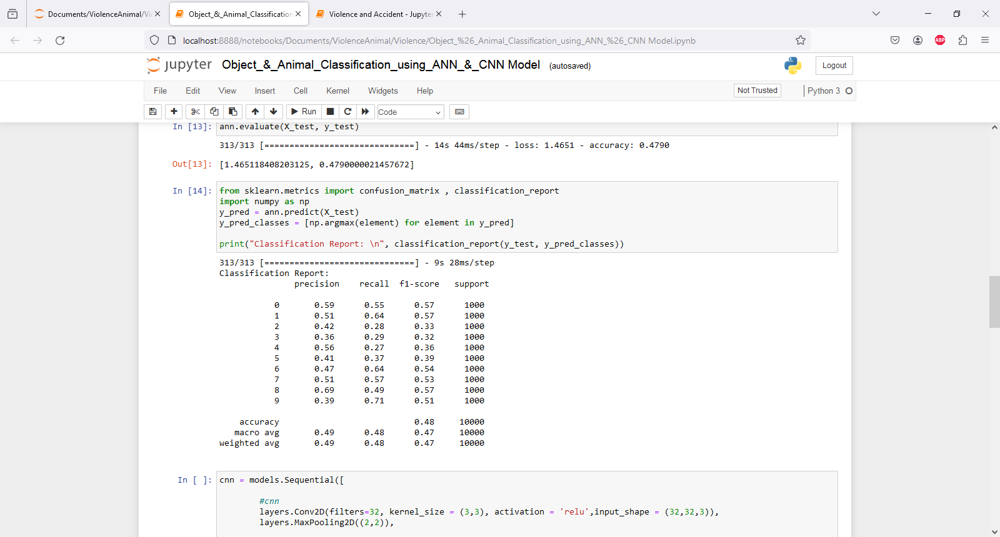 Documents/ViolenceAnimal/Vi
Object_&_Animal_Classification
Violence and Accident - Jupyter
localhost:8888/notebooks/Documents/ViolenceAnimal/Violence/Object_%26_Animal_Classification_using_ANN_%26_CNN Model.ipynb
ABP
jupyter Object_&_Animal_Classification_using_ANN_&_CNN Model (autosaved)
Logout
File Edit View Insert Cell Kernel Widgets Help
Not Trusted
Python 3
Run
Code
In [13]: ann.evaluate(X_test, y_test)
313/313 [==============================] - 14s 44ms/step - loss: 1.4651 - accuracy: 0.4790
Out[13]: [1.465118408203125, 0.4790000021457672]
In [14]: from sklearn.metrics import confusion_matrix , classification_report
import numpy as np
y_pred = ann.predict(X_test)
y_pred_classes = [np.argmax(element) for element in y_pred]
print("Classification Report: \n", classification_report(y_test, y_pred_classes))
313/313 [==============================] - 9s 28ms/step
Classification Report:
precision recall f1-score support
0 0.59 0.55 0.57 1000
1 0.51 0.64 0.57 1000
2 0.42 0.28 0.33 1000
3 0.36 0.29 0.32 1000
4 0.56 0.27 0.36 1000
5 0.41 0.37 0.39 1000
6 0.47 0.64 0.54 1000
7 0.51 0.57 0.53 1000
8 0.69 0.49 0.57 1000
9 0.39 0.71 0.51 1000
accuracy 0.48 10000
macro avg 0.49 0.48 0.47 10000
weighted avg 0.49 0.48 0.47 10000
In [ ]: cnn = models.Sequential([
#cnn
layers.Conv2D(filters=32, kernel_size = (3,3), activation = 'relu',input_shape = (32,32,3)),
layers.MaxPooling2D((2,2)),